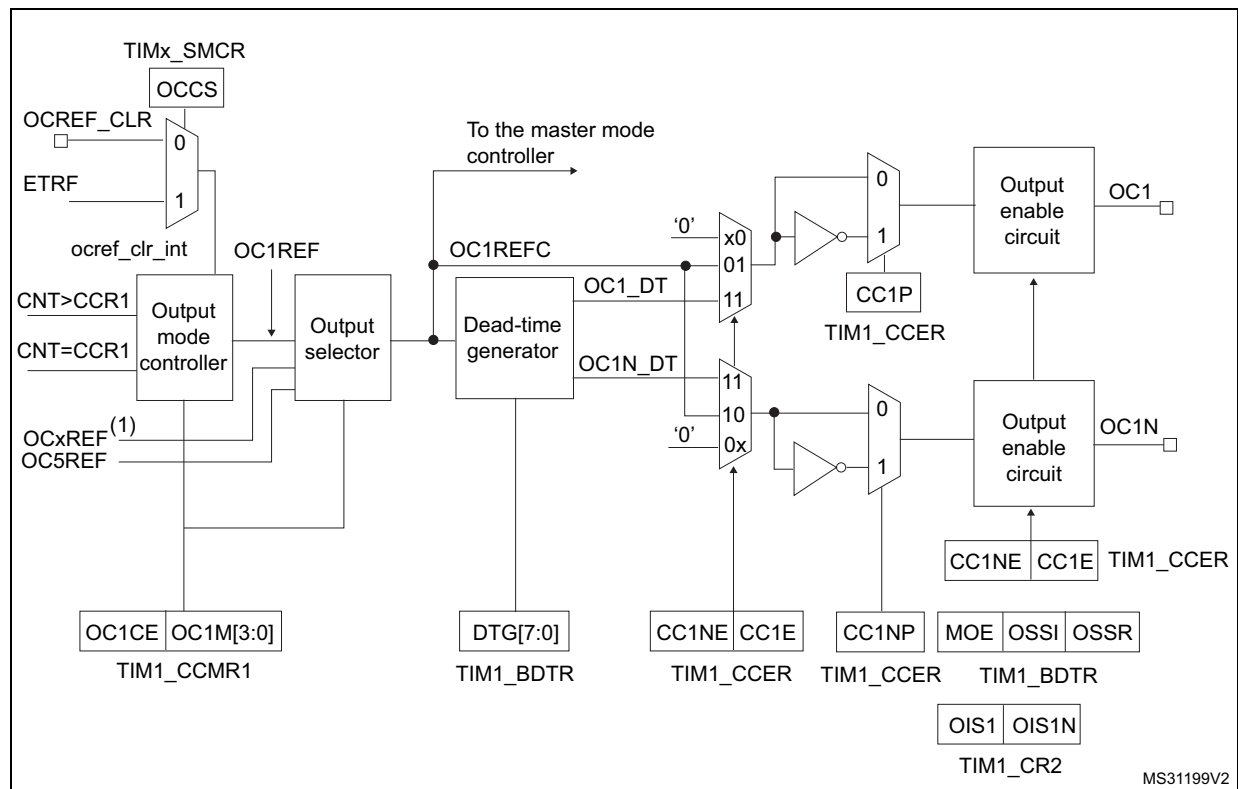 TIMx_SMCR
OCCS
OCREF_CLR
0
ETRF
1
ocref_clr_int
To the master mode
controller
OC1REF
OC1REFC
CNT>CCR1
CNT=CCR1
Output
mode
controller
Output
selector
Dead-time
generator
OC1_DT
OC1N_DT
OCxREF(1)
OC5REF
‘0’
x0
01
11
11
10
‘0’
0x
0
1
CC1P
TIM1_CCER
Output
enable
circuit
OC1
0
1
Output
enable
circuit
OC1N
CC1NE
CC1E
TIM1_CCER
OC1CE
OC1M[3:0]
TIM1_CCMR1
DTG[7:0]
TIM1_BDTR
CC1NE
CC1E
TIM1_CCER
CC1NP
TIM1_CCER
MOE
OSSI
OSSR
TIM1_BDTR
OIS1
OIS1N
TIM1_CR2
MS31199V2